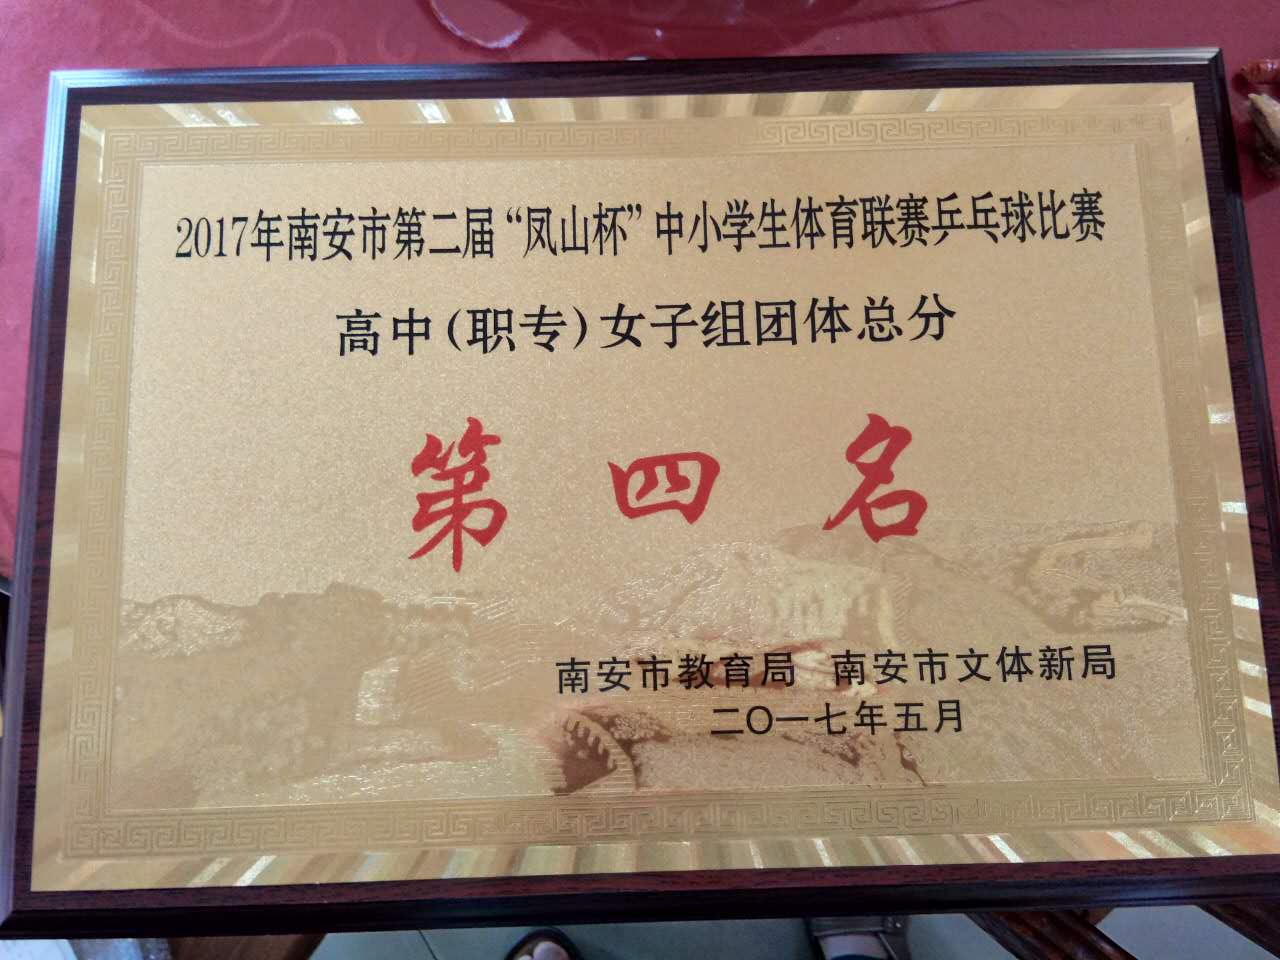 2017年南安市第二届“凤山杯”中小学生体育联赛乒乓球比赛
高中(职专)女子组团体总分
第四名
南安市教育局 南安市文体新局
二〇一七年五月